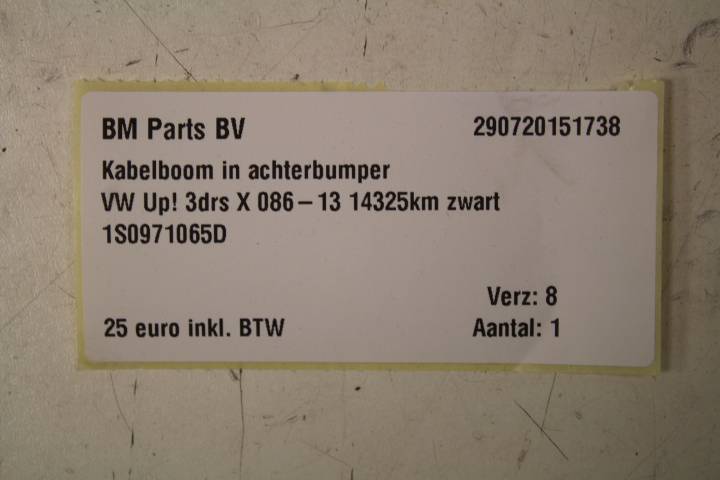 BM Parts BV 290720151738
Kabelboom in achterbumper
VW Up! 3drs X 086-13 14325km zwart
1S0971065D
Verz: 8
25 euro inkl. BTW Aantal: 1